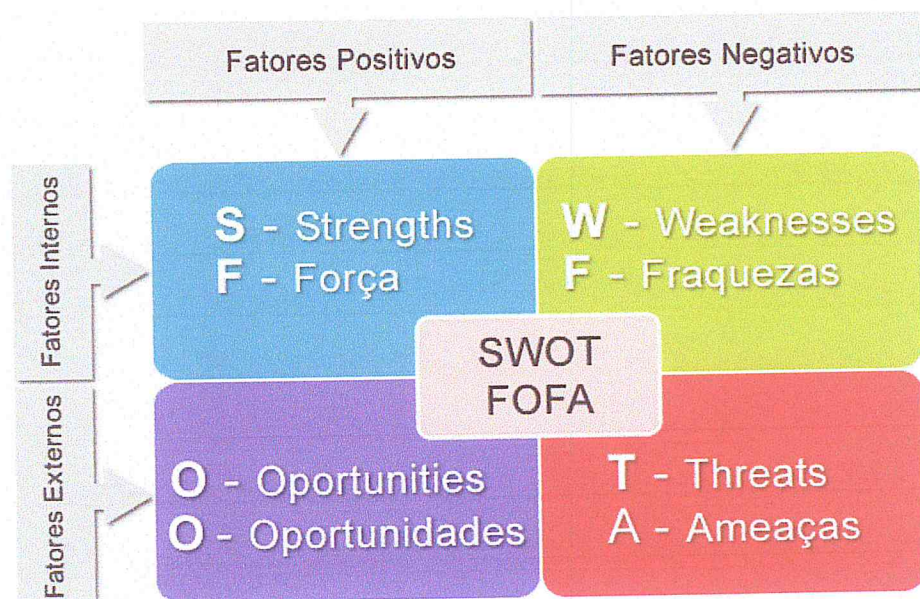 Fatores Positivos
Fatores Negativos
Fatores Internos
S - Strengths
F - Força
W - Weaknesses
F - Fraquezas
SWOT
FOFA
Fatores Externos
O - Oportunities
O - Oportunidades
T - Threats
A - Ameaças